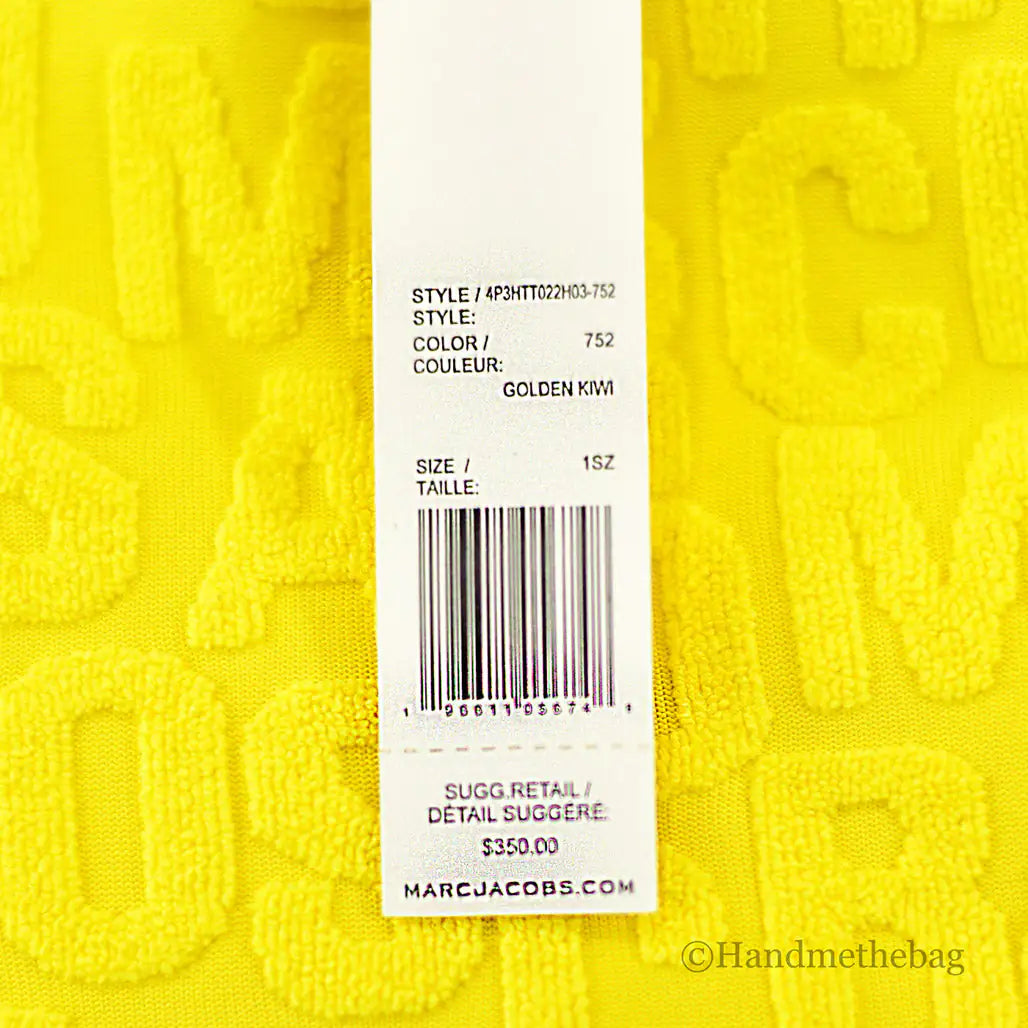 STYLE / 4P3HTT022H03-752
STYLE:
COLOR / 752
COULEUR:
GOLDEN KIWI
SIZE / 1SZ
TAILLE:
SUGG.RETAIL /
DÉTAIL SUGGÉRÉ:
$350.00
MARCJACOBS.COM
©Handmethebag